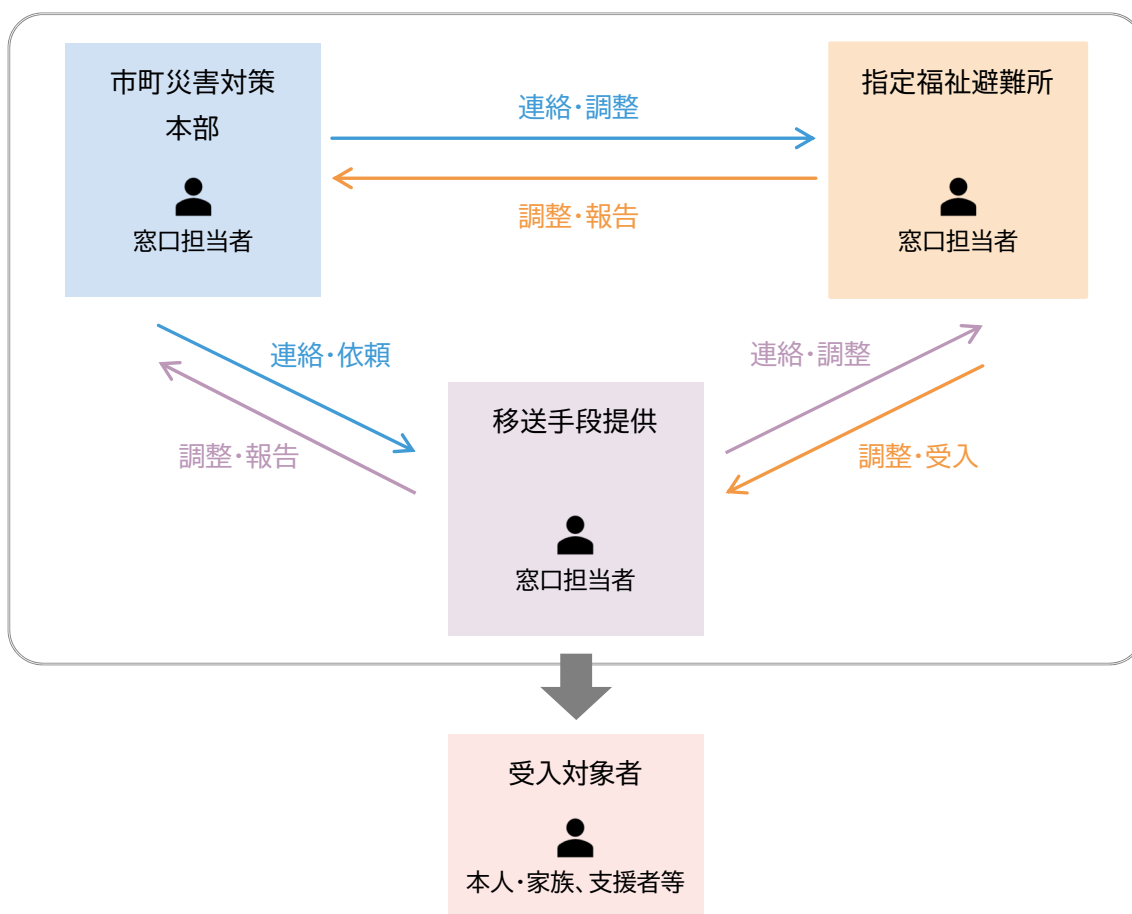 市町災害対策
本部
窓口担当者
連絡・調整
調整・報告
指定福祉避難所
窓口担当者
連絡・依頼
調整・報告
移送手段提供
窓口担当者
連絡・調整
調整・受入
受入対象者
本人・家族、支援者等